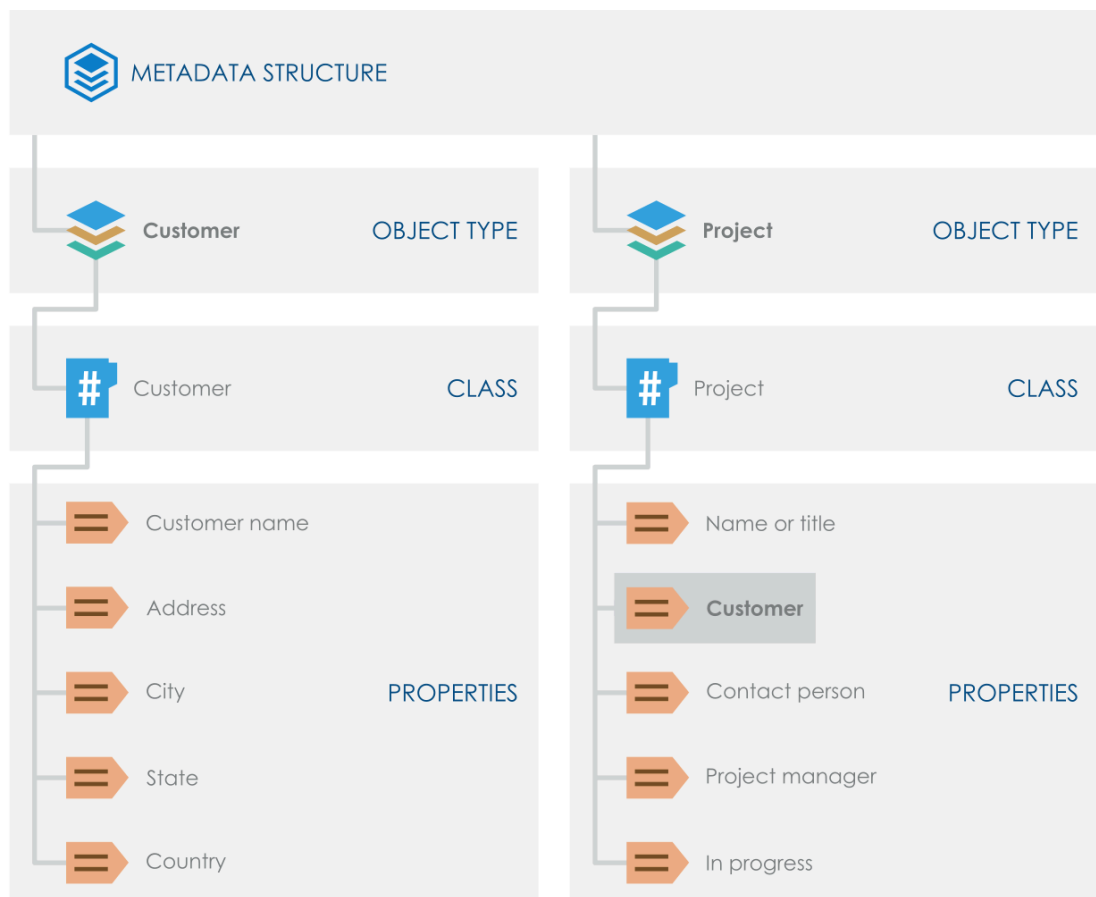 METADATA STRUCTURE
Customer
OBJECT TYPE
Project
OBJECT TYPE
# Customer
CLASS
# Project
CLASS
Customer name
Address
City
PROPERTIES
State
Country
Name or title
Customer
Contact person
PROPERTIES
Project manager
In progress